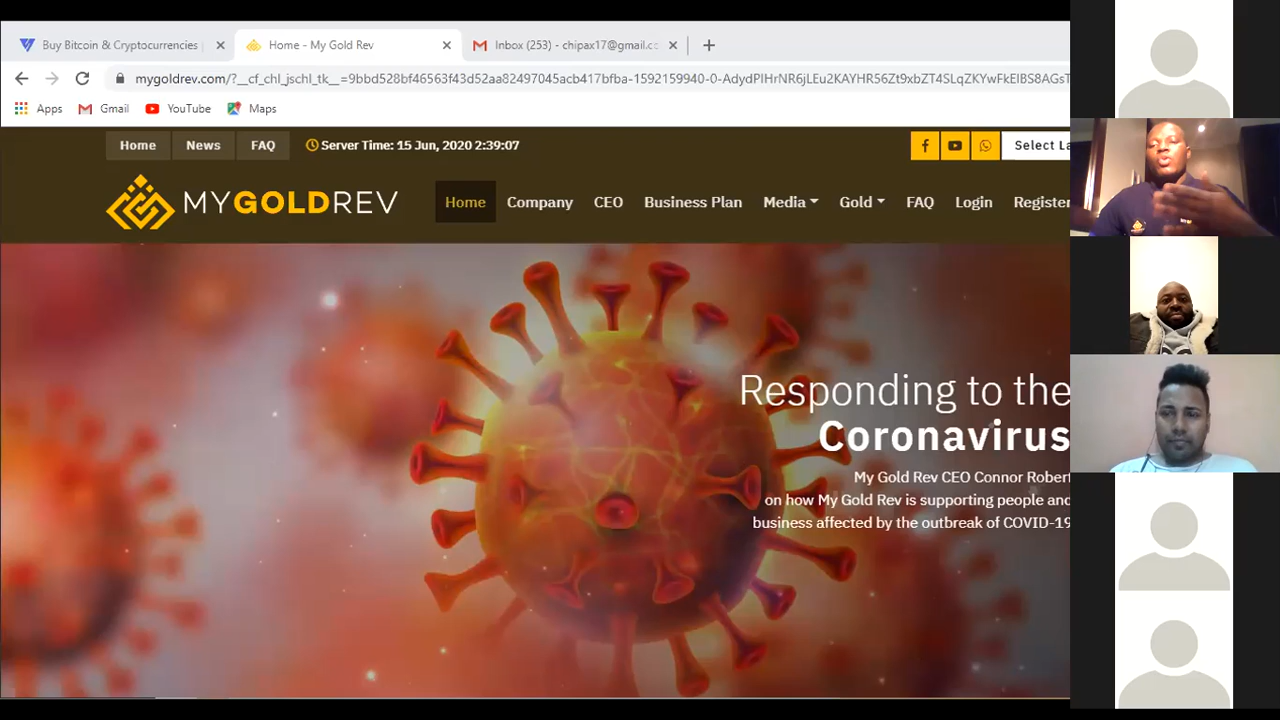 Buy Bitcoin & Cryptocurrencies
Home - My Gold Rev
Inbox (253) - chipax17@gmail.cc
mygoldrev.com/?__cf_chl_jschl_tk__=9bbd528bf46563f43d52aa82497045acb417bfba-1592159940-0-AdydPIHrNR6jLEu2KAYHR56Zt9xbZT4SLqZKYwFkEIBS8AGsT
Apps
Gmail
YouTube
Maps
Home
News
FAQ
Server Time: 15 Jun, 2020 2:39:07
Select La
MYGOLDREV
Home
Company
CEO
Business Plan
Media
Gold
FAQ
Login
Register
Responding to the
Coronavirus
My Gold Rev CEO Connor Robert
on how My Gold Rev is supporting people and
business affected by the outbreak of COVID-19